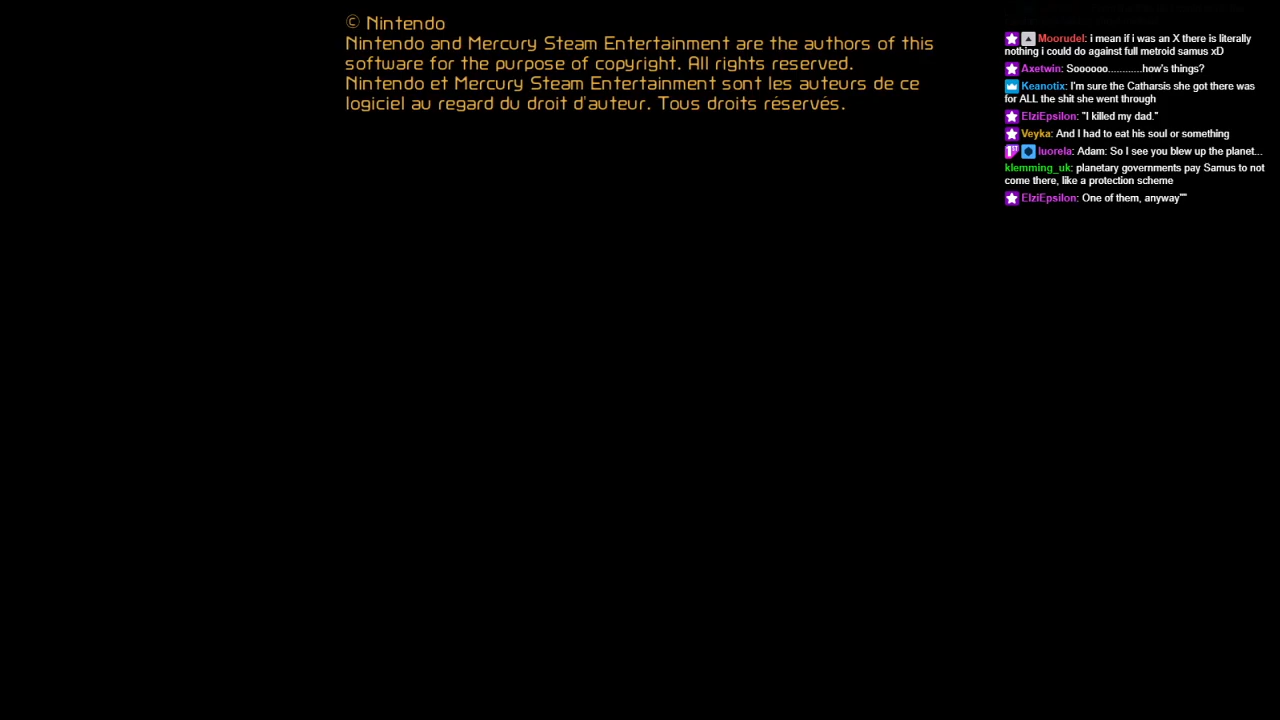 © Nintendo
Nintendo and Mercury Steam Entertainment are the authors of this
software for the purpose of copyright. All rights reserved.
Nintendo et Mercury Steam Entertainment sont les auteurs de ce
logiciel au regard du droit d'auteur. Tous droits réservés.
Moorudel: i mean if i was an X there is literally
nothing i could do against full metroid samus xD
Axetwin: Soooooo............how's things?
Keanotix: I'm sure the Catharsis she got there was
for ALL the shit she went through
ElziEpsilon: "I killed my dad."
Veyka: And I had to eat his soul or something
luorela: Adam: So I see you blew up the planet...
klemming_uk: planetary governments pay Samus to not
come there, like a protection scheme
ElziEpsilon: One of them, anyway""